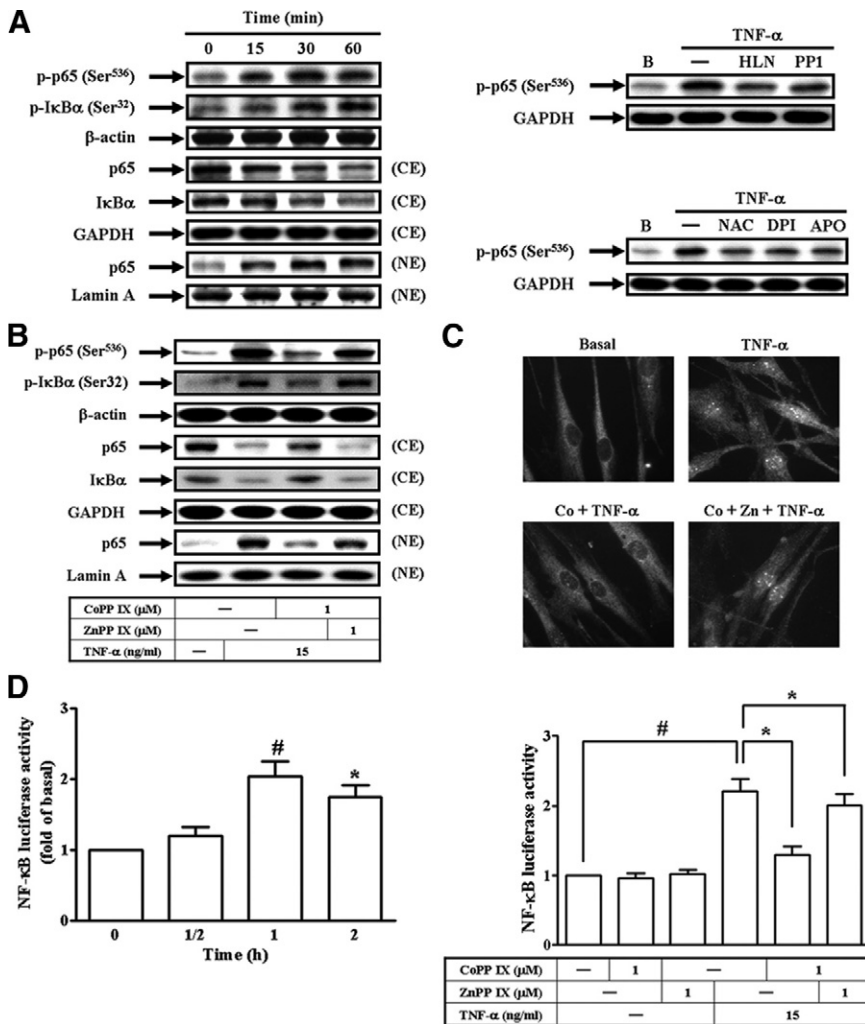 A
Time (min)
0 15 30 60
p-p65 (Ser536)
p-IκBα (Ser32)
β-actin
p65 (CE)
IκBα (CE)
GAPDH (CE)
p65 (NE)
Lamin A (NE)
TNF-α
B — HLN PP1
p-p65 (Ser536)
GAPDH
TNF-α
B — NAC DPI APO
p-p65 (Ser536)
GAPDH
B
p-p65 (Ser536)
p-IκBα (Ser32)
β-actin
p65 (CE)
IκBα (CE)
GAPDH (CE)
p65 (NE)
Lamin A (NE)
CoPP IX (μM) — 1
ZnPP IX (μM) — 1
TNF-α (ng/ml) — 15
C
Basal TNF-α
Co + TNF-α Co + Zn + TNF-α
D
NF-κB luciferase activity
(fold of basal)
3
2
1
0
# *
0 1/2 1 2
Time (h)
NF-κB luciferase activity
3
2
1
0
# * *
CoPP IX (μM) — 1 — 1
ZnPP IX (μM) — 1 — 1
TNF-α (ng/ml) — 15